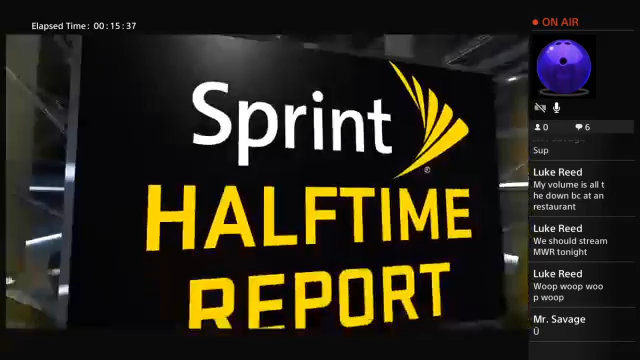 Elapsed Time: 00:15:37
ON AIR
Sprint
®
HALFTIME
REPORT
0
6
Sup
Luke Reed
My volume is all t
he down bc at an
restaurant
Luke Reed
We should stream
MWR tonight
Luke Reed
Woop woop woo
p woop
Mr. Savage
Ü